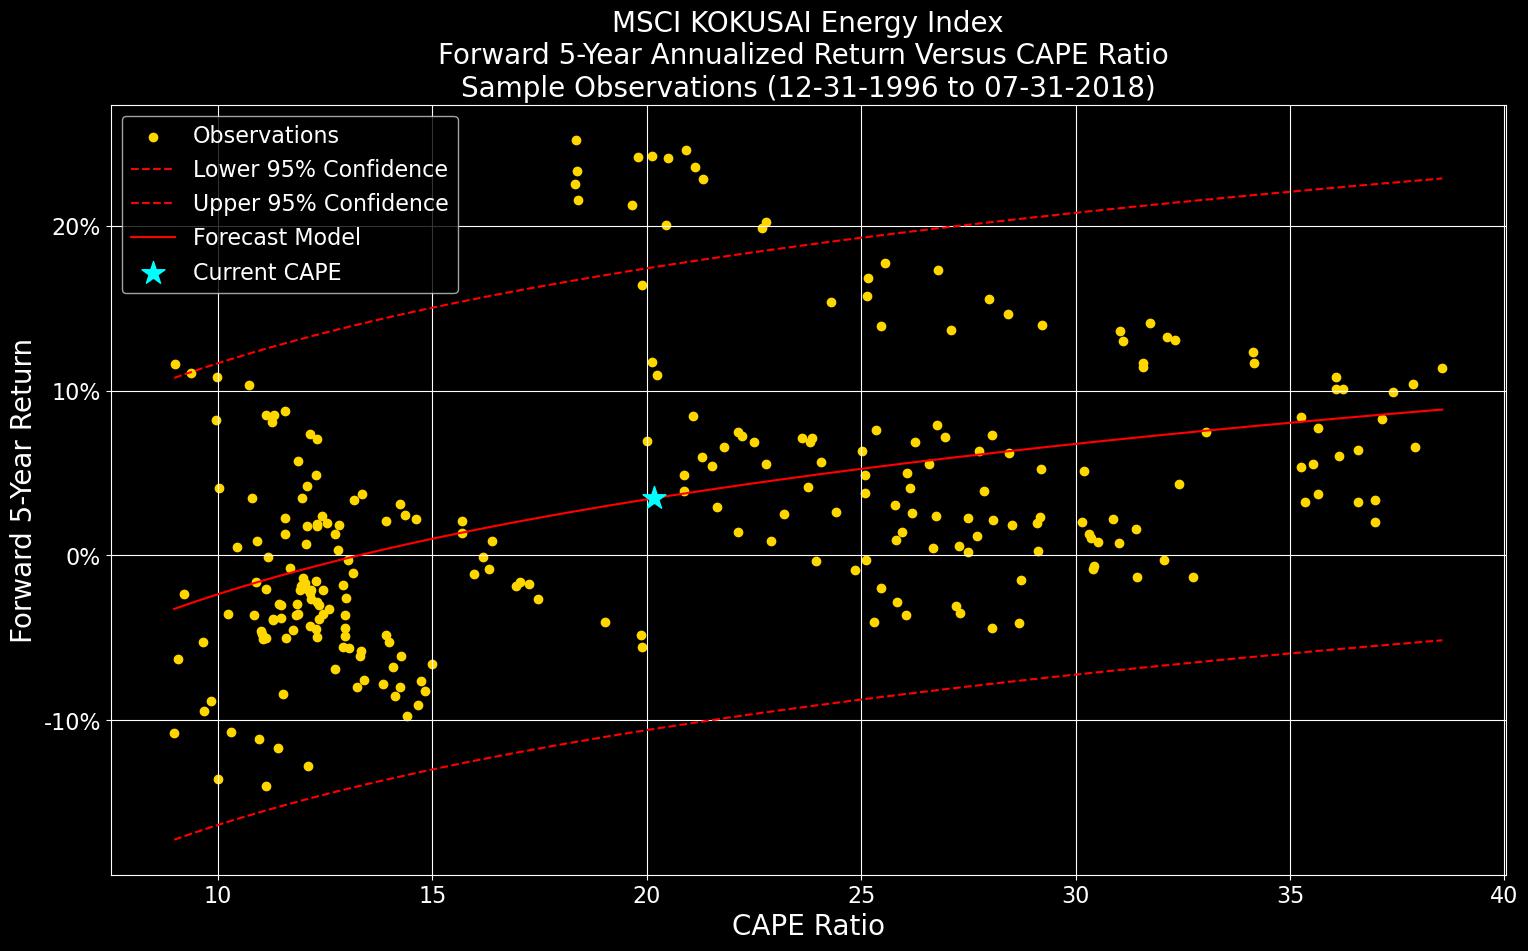 MSCI KOKUSAI Energy Index
Forward 5-Year Annualized Return Versus CAPE Ratio
Sample Observations (12-31-1996 to 07-31-2018)
Observations
Lower 95% Confidence
Upper 95% Confidence
Forecast Model
Current CAPE
Forward 5-Year Return
20%
10%
0%
-10%
10 15 20 25 30 35 40
CAPE Ratio